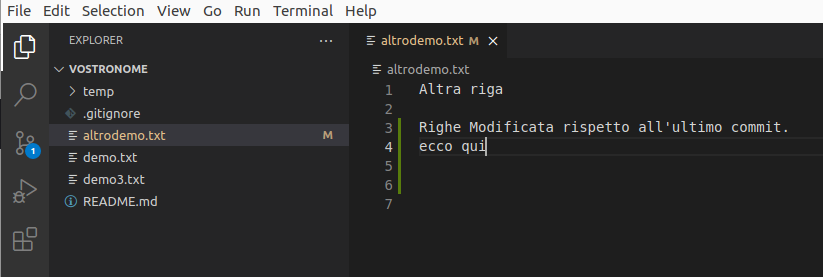 File Edit Selection View Go Run Terminal Help
EXPLORER ...
VOSTRONOME
temp
.gitignore
altrodemo.txt M
demo.txt
demo3.txt
README.md
1
altrodemo.txt M
altrodemo.txt
1 Altra riga
2
3 Righe Modificata rispetto all'ultimo commit.
4 ecco qui
5
6
7